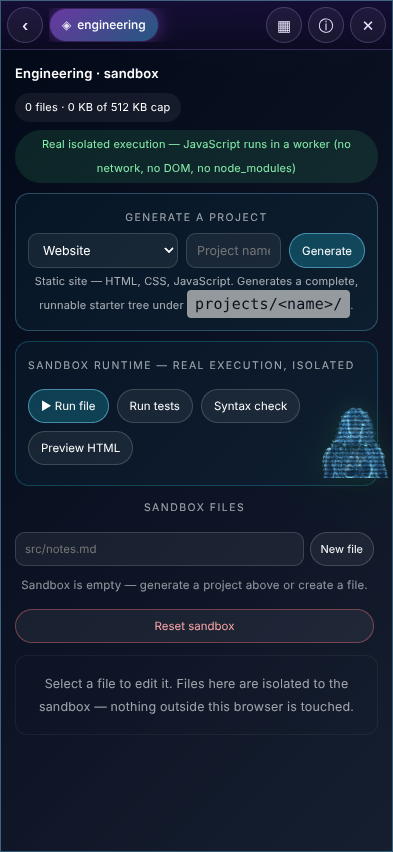 engineering
Engineering · sandbox
0 files · 0 KB of 512 KB cap
Real isolated execution — JavaScript runs in a worker (no
network, no DOM, no node_modules)
GENERATE A PROJECT
Website
Project name
Generate
Static site — HTML, CSS, JavaScript. Generates a complete,
runnable starter tree under projects/<name>/ .
SANDBOX RUNTIME — REAL EXECUTION, ISOLATED
▶ Run file
Run tests
Syntax check
Preview HTML
SANDBOX FILES
src/notes.md
New file
Sandbox is empty — generate a project above or create a file.
Reset sandbox
Select a file to edit it. Files here are isolated to the
sandbox — nothing outside this browser is touched.